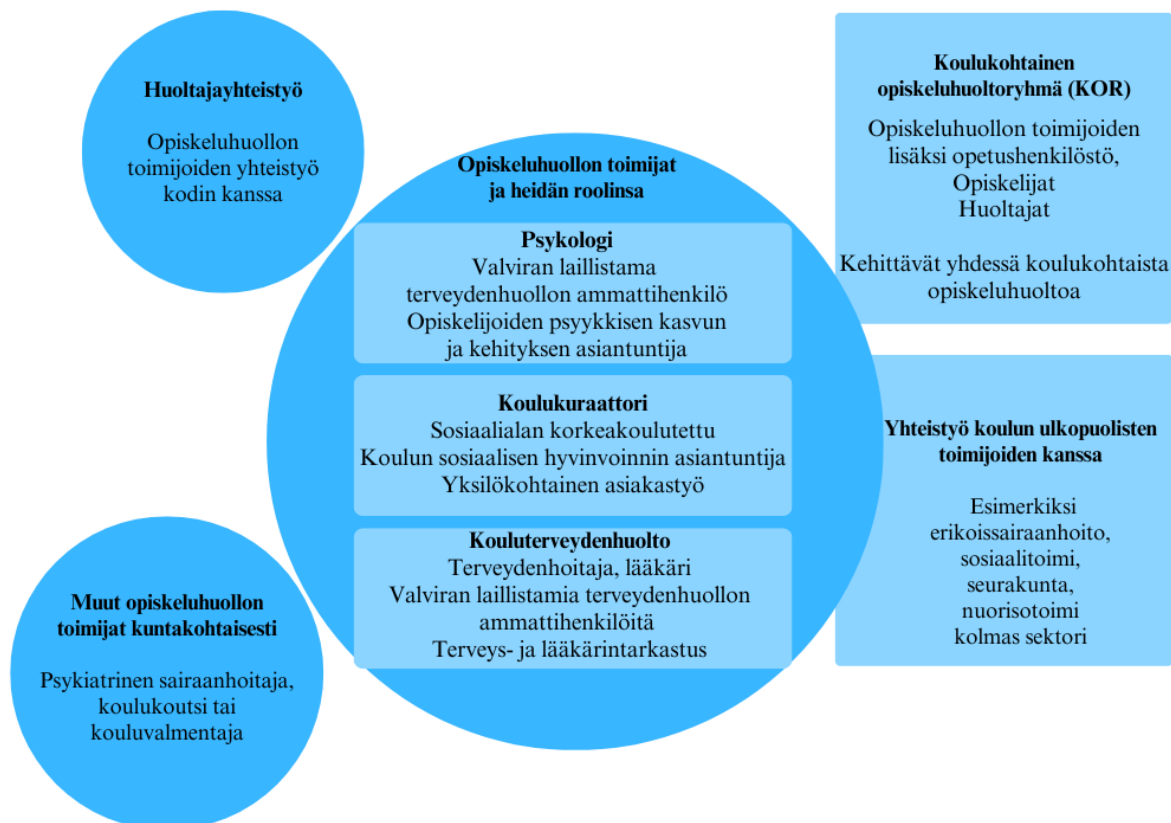 Huoltajayhteistyö
Opiskeluhuollon
toimijoiden yhteistyö
kodin kanssa
Opiskeluhuollon toimijat
ja heidän roolinsa
Psykologi
Valviran laillistama
terveydenhuollon ammattihenkilö
Opiskelijoiden psyykkisen kasvun
ja kehityksen asiantuntija
Koulukuraattori
Sosiaalialan korkeakoulutettu
Koulun sosiaalisen hyvinvoinnin asiantuntija
Yksilökohtainen asiakastyö
Kouluterveydenhuolto
Terveydenhoitaja, lääkäri
Valviran laillistamia terveydenhuollon
ammattihenkilöitä
Terveys- ja lääkärintarkastus
Muut opiskeluhuollon
toimijat kuntakohtaisesti
Psykiatrinen sairaanhoitaja,
koulukoutsi tai
kouluvalmentaja
Koulukohtainen
opiskeluhuoltoryhmä (KOR)
Opiskeluhuollon toimijoiden
lisäksi opetushenkilöstö,
Opiskelijat
Huoltajat
Kehittävät yhdessä koulukohtaista
opiskeluhuoltoa
Yhteistyö koulun ulkopuolisten
toimijoiden kanssa
Esimerkiksi
erikoissairaanhoito,
sosiaalitoimi,
seurakunta,
nuorisotoimi
kolmas sektori